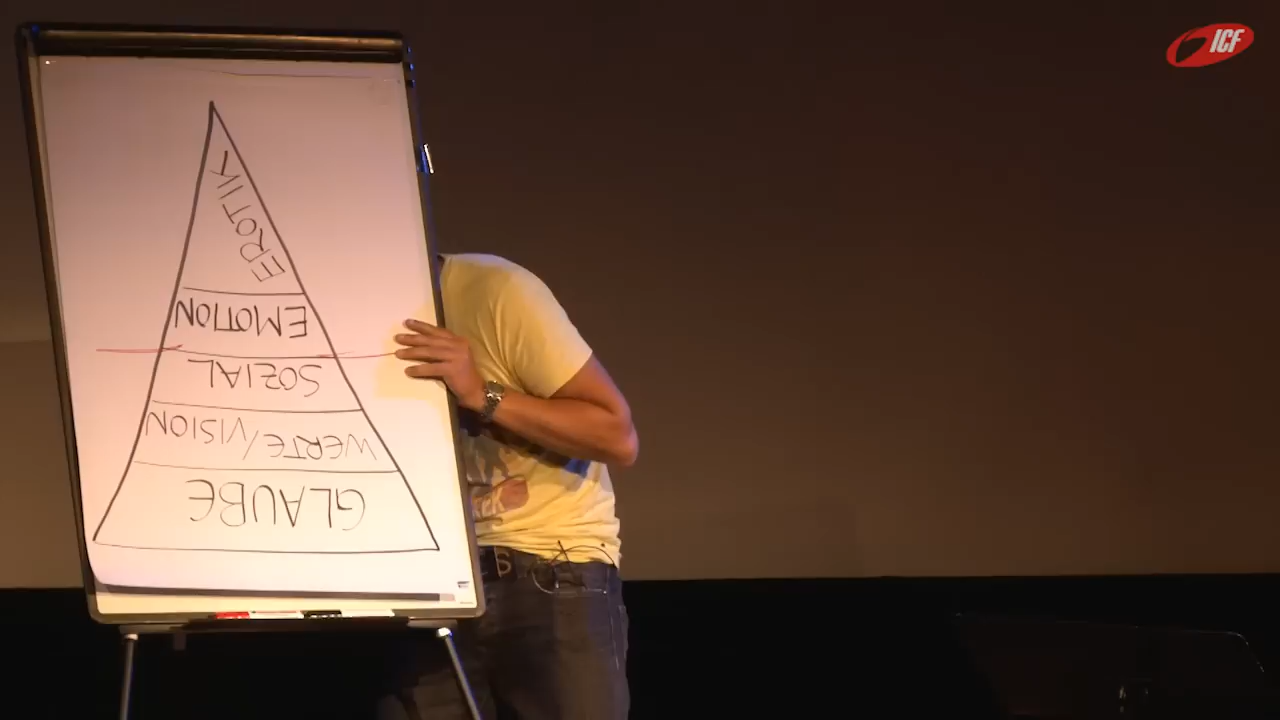 ICF
EROTIK
EMOTION
SOZIAL
WERTE/VISION
GLAUBE